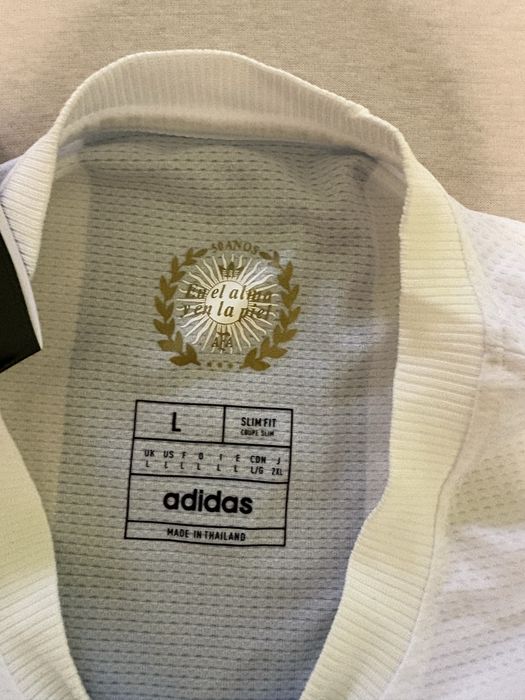 50 AÑOS
En el alma
y en la piel
AFA
L
SLIM FIT
COUPE SLIM
UK US F D I E CDN J
L L L L L L L/G 2XL
adidas
MADE IN THAILAND